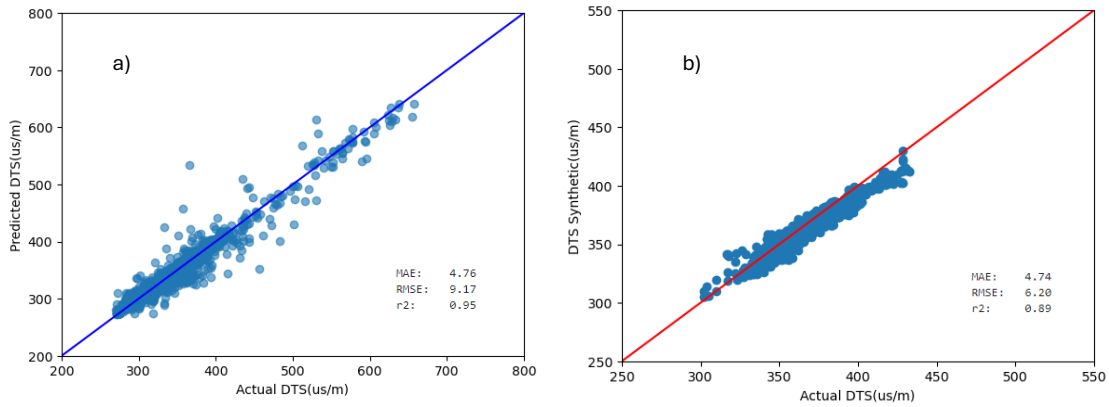 a)
Predicted DTS(us/m)
800
700
600
500
400
300
200
MAE: 4.76
RMSE: 9.17
r2: 0.95
200 300 400 500 600 700 800
Actual DTS(us/m)
b)
DTS Synthetic(us/m)
550
500
450
400
350
300
250
MAE: 4.74
RMSE: 6.20
r2: 0.89
250 300 350 400 450 500 550
Actual DTS(us/m)